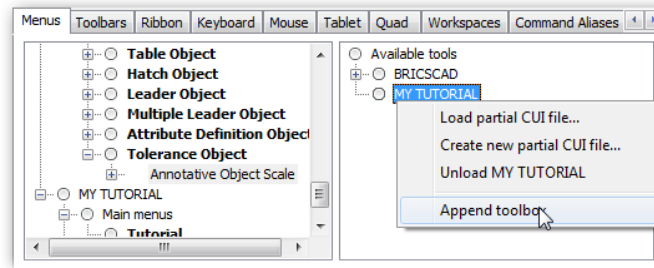 Menus Toolbars Ribbon Keyboard Mouse Tablet Quad Workspaces Command Aliases
Table Object
Hatch Object
Leader Object
Multiple Leader Object
Attribute Definition Object
Tolerance Object
Annotative Object Scale
MY TUTORIAL
Main menus
Tutorial
Available tools
BRICSCAD
MY TUTORIAL
Load partial CUI file...
Create new partial CUI file...
Unload MY TUTORIAL
Append toolbox